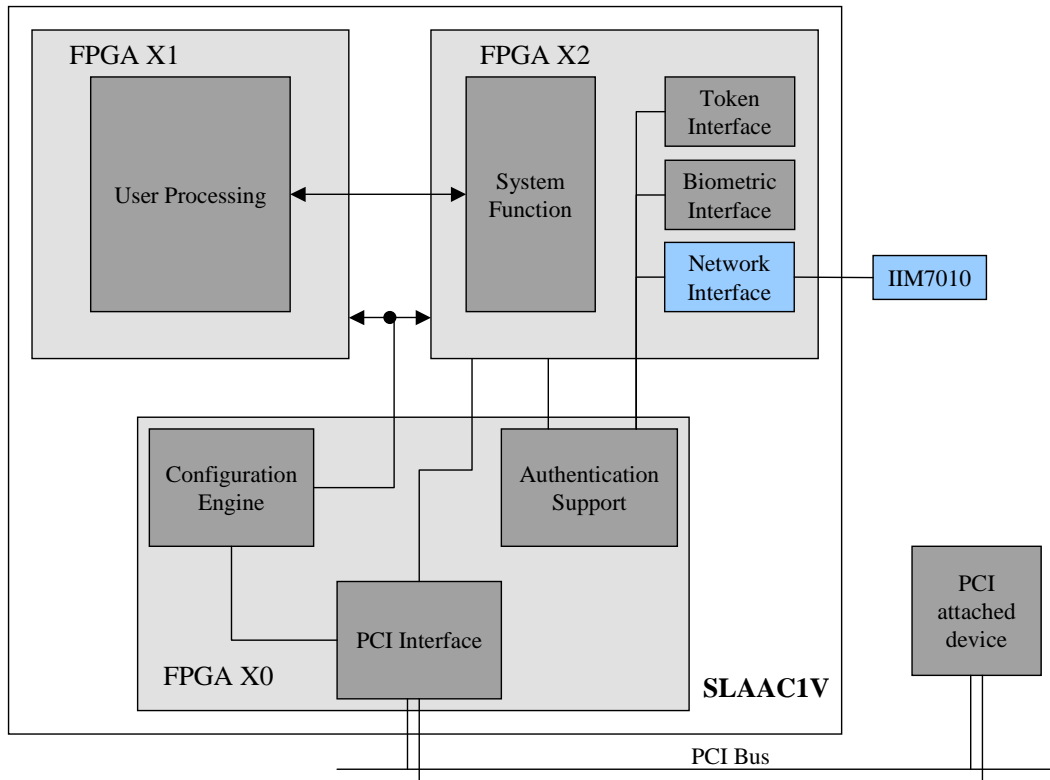 FPGA X1
FPGA X2
User Processing
System
Function
Token
Interface
Biometric
Interface
Network
Interface
IIM7010
Configuration
Engine
Authentication
Support
PCI Interface
FPGA X0
SLAAC1V
PCI
attached
device
PCI Bus